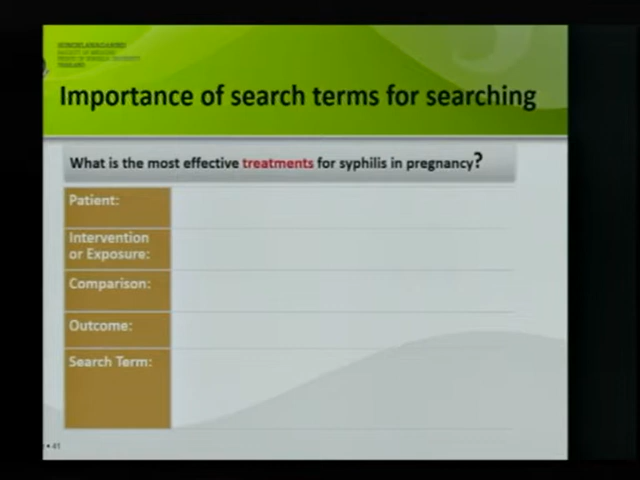 Importance of search terms for searching
What is the most effective treatments for syphilis in pregnancy?
Patient:
Intervention
or Exposure:
Comparison:
Outcome:
Search Term:
• 41